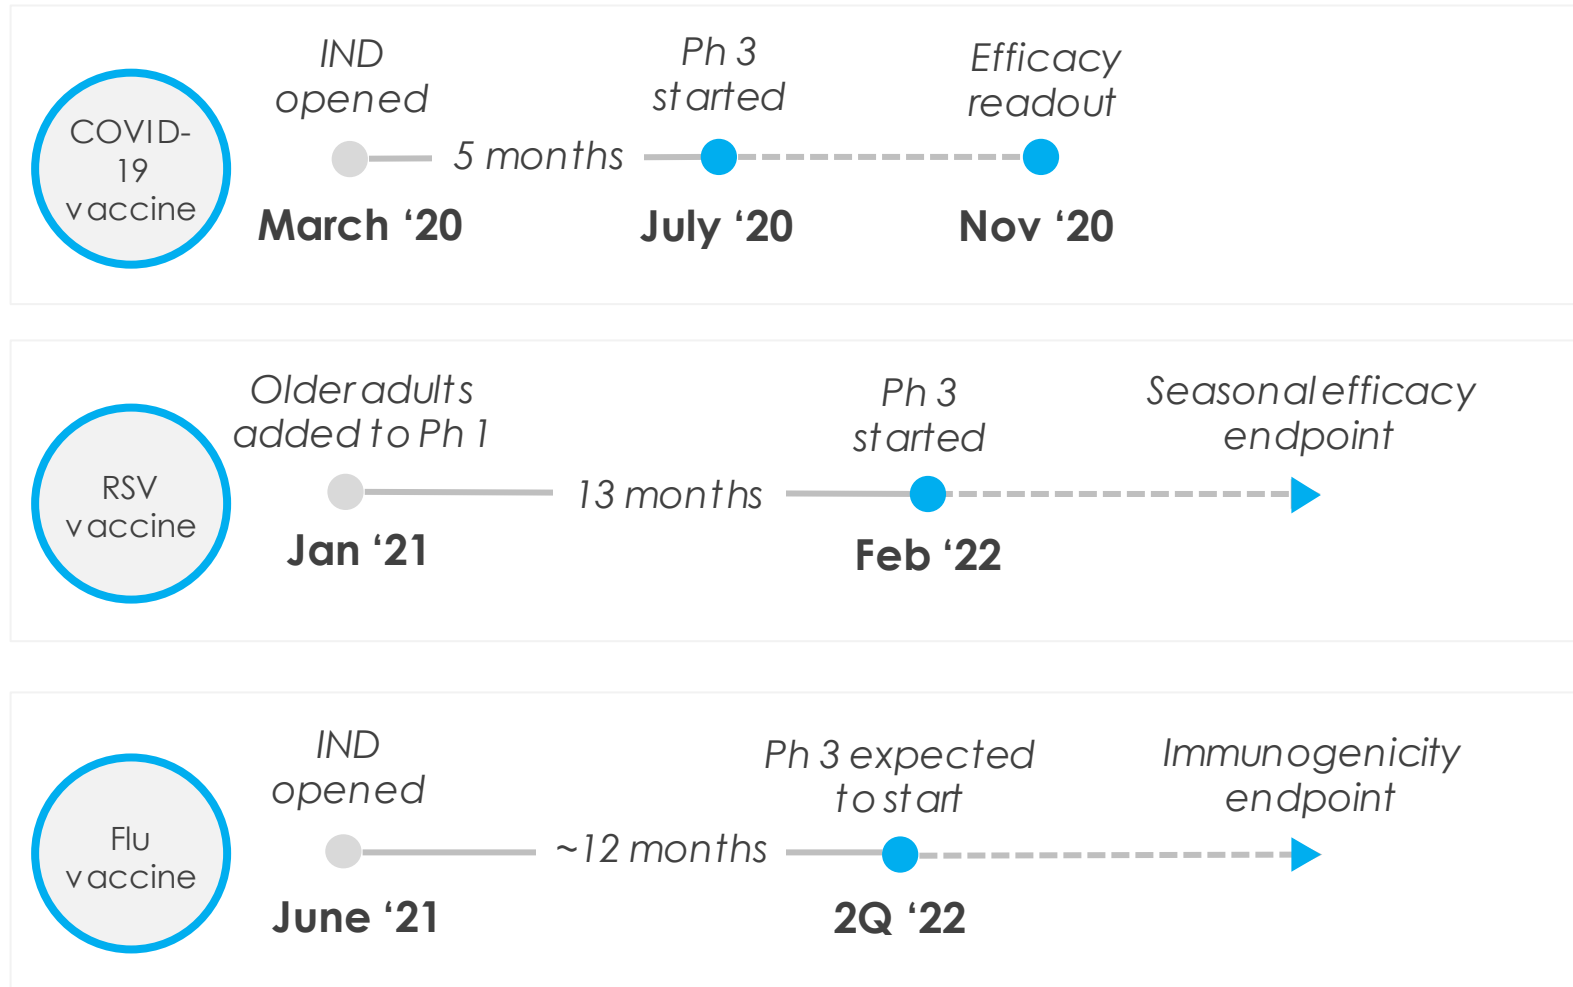 COVID-
19
vaccine
IND
opened
5 months
Ph 3
started
Efficacy
readout
March ‘20
July ‘20
Nov ‘20
RSV
vaccine
Older adults
added to Ph 1
13 months
Ph 3
started
Seasonal efficacy
endpoint
Jan ‘21
Feb ‘22
Flu
vaccine
IND
opened
~12 months
Ph 3 expected
to start
Immunogenicity
endpoint
June ‘21
2Q ‘22